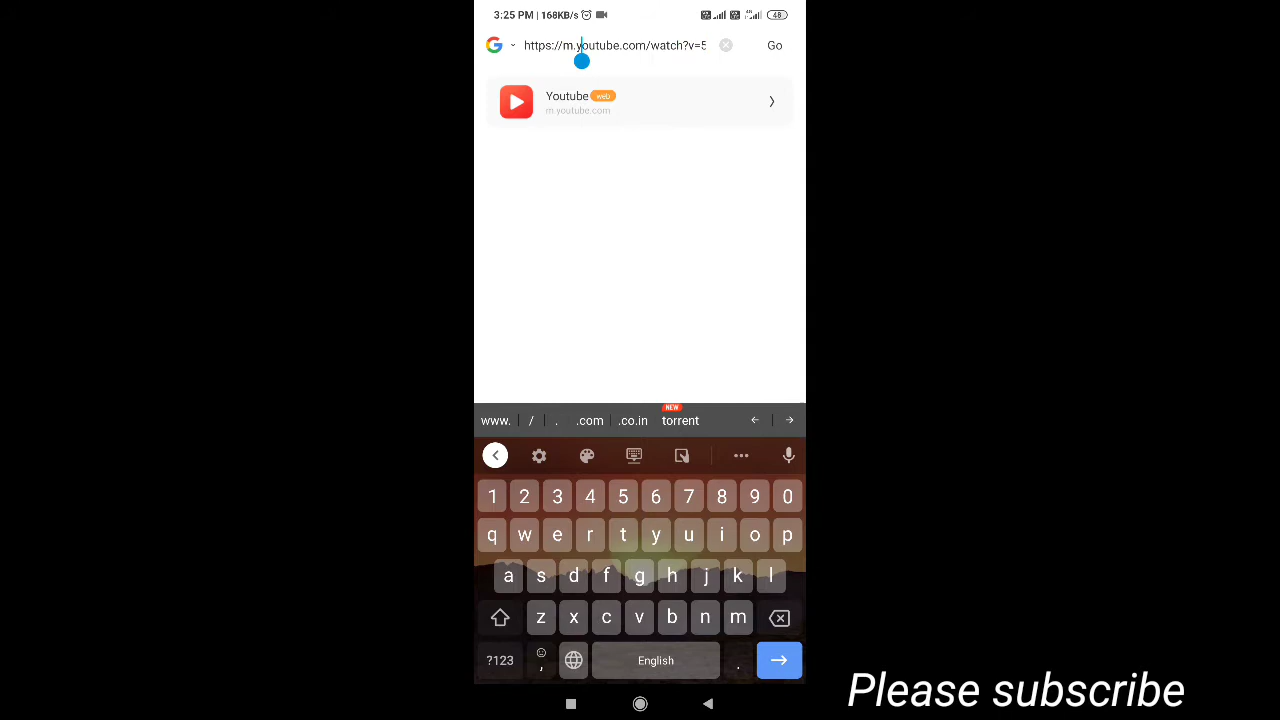 3:25 PM | 168KB/s 48
https://m.youtube.com/watch?v=5 Go
Youtube web
m.youtube.com
NEW
www. / . .com .co.in torrent
1 2 3 4 5 6 7 8 9 0
q w e r t y u i o p
a s d f g h j k l
z x c v b n m
?123 , English .
Please subscribe